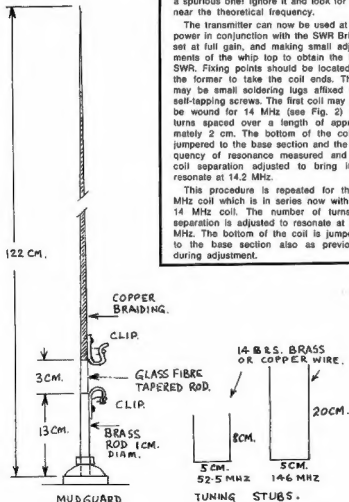 a spurious one! Ignore it and look for
near the theoretical frequency.
The transmitter can now be used at
power in conjunction with the SWR Bri
set at full gain, and making small adj
ments of the whip top to obtain the
SWR. Fixing points should be located
the former to take the coil ends. Th
may be small soldering lugs affixed
self-tapping screws. The first coil may
be wound for 14 MHz (see Fig. 2)
turns spaced over a length of appr
mately 2 cm. The bottom of the co
jumpered to the base section and the
quency of resonance measured and
coil separation adjusted to bring i
resonate at 14.2 MHz.
This procedure is repeated for th
MHz coil which is in series now with
14 MHz coil. The number of turns
separation is adjusted to resonate at
MHz. The bottom of the coil is jumpe
to the base section also as previo
during adjustment.
122 CM.
COPPER
BRAIDING.
CLIP.
3CM.
GLASS FIBRE
TAPERED ROD.
CLIP.
13CM.
BRASS
ROD 1CM.
DIAM.
MUDGUARD
14 B&S. BRASS
OR COPPER WIRE.
8CM.
20CM.
5CM.
52·5 MHZ
5CM.
146 MHZ
TUNING STUBS.